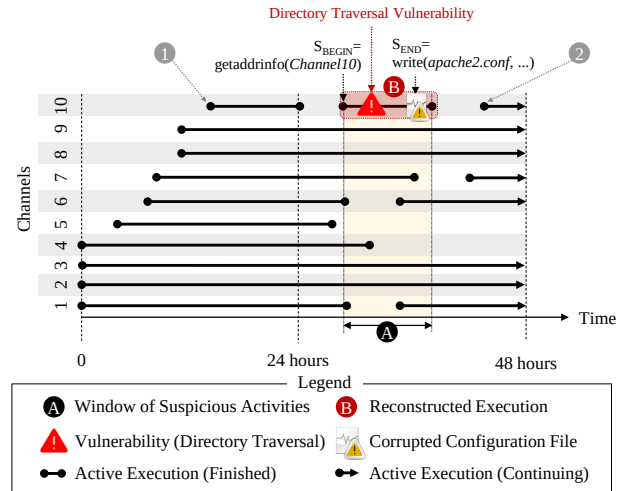 Directory Traversal Vulnerability
1
S_BEGIN=
getaddrinfo(Channel10)
S_END=
write(apache2.conf, ...)
2
B
Channels
10
9
8
7
6
5
4
3
2
1
Time
A
0
24 hours
48 hours
Legend
A Window of Suspicious Activities
B Reconstructed Execution
Vulnerability (Directory Traversal)
Corrupted Configuration File
Active Execution (Finished)
Active Execution (Continuing)